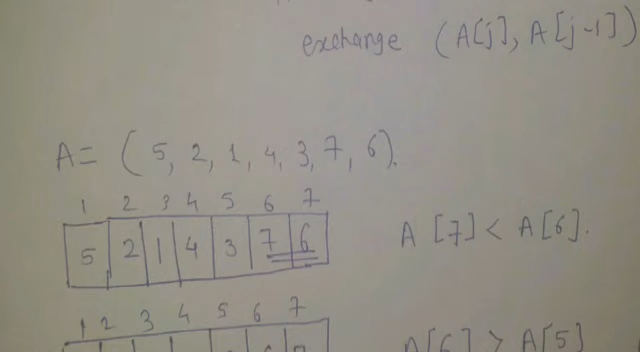 exchange (A[j], A[j-1])
A = (5, 2, 1, 4, 3, 7, 6).
1 2 3 4 5 6 7
5 2 1 4 3 7 6 A[7] < A[6].
1 2 3 4 5 6 7
A[6] > A[5]